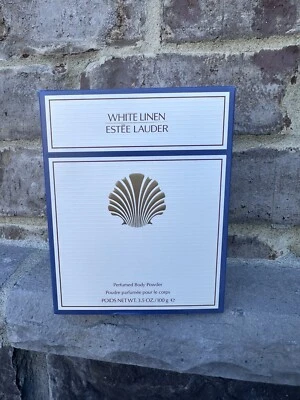 WHITE LINEN
ESTĒE LAUDER
Perfumed Body Powder
Poudre parfumée pour le corps
POIDS NET WT. 3.5 OZ./100 g ℮